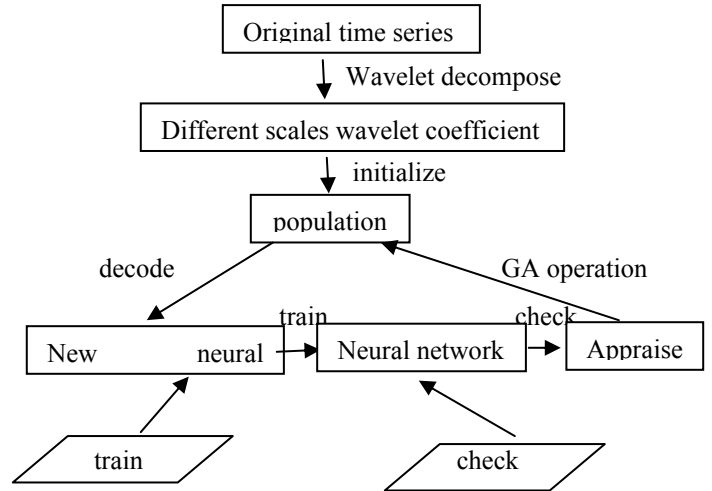 Original time series
Wavelet decompose
Different scales wavelet coefficient
initialize
population
decode
GA operation
train
check
New neural
Neural network
Appraise
train
check